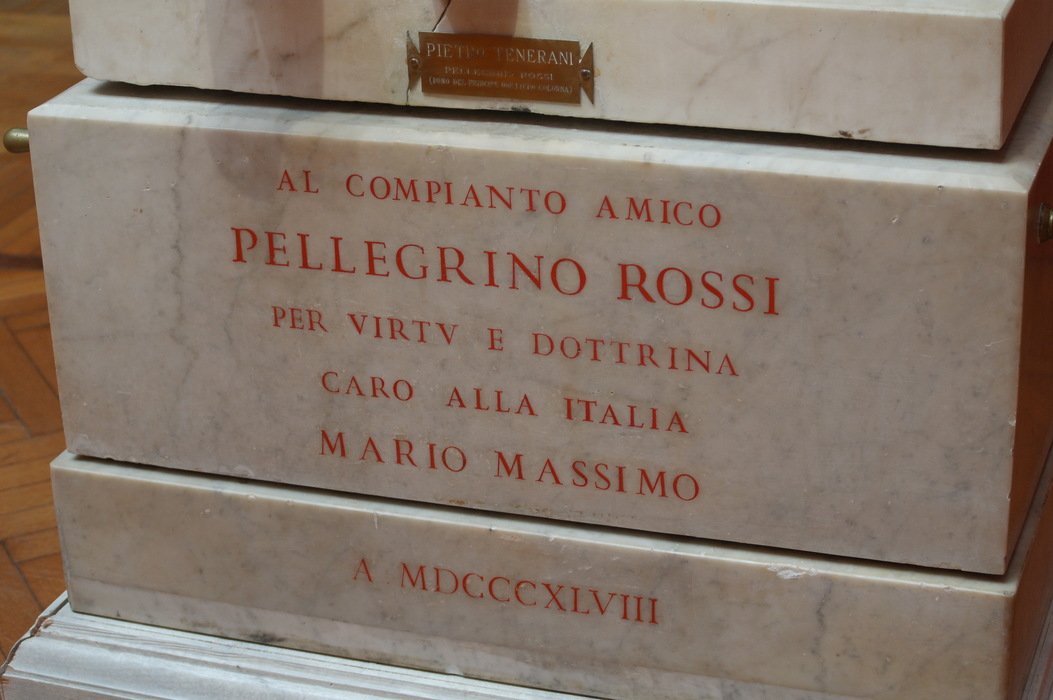 PIETRO TENERANI
PELLEGRINO ROSSI
AL COMPIANTO AMICO
PELLEGRINO ROSSI
PER VIRTV E DOTTRINA
CARO ALLA ITALIA
MARIO MASSIMO
A MDCCCXLVIII